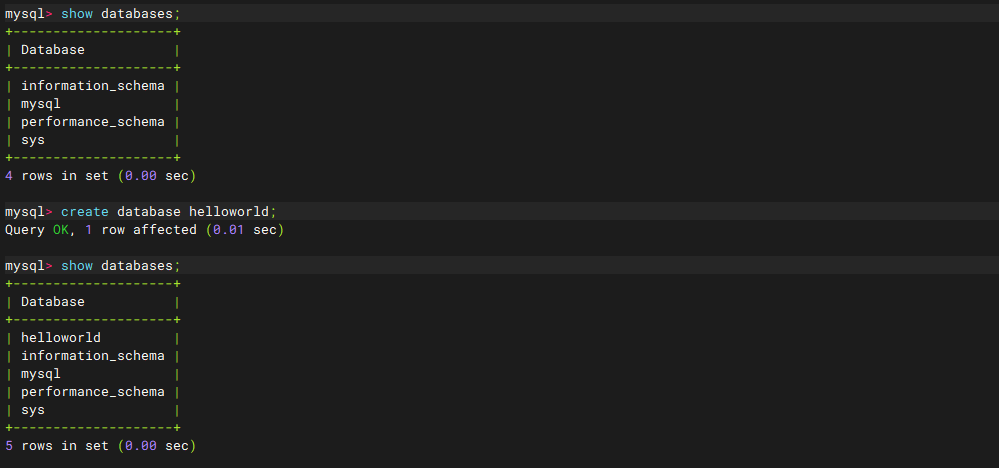 mysql> show databases;
+--------------------+
| Database           |
+--------------------+
| information_schema |
| mysql              |
| performance_schema |
| sys                |
+--------------------+
4 rows in set (0.00 sec)
mysql> create database helloworld;
Query OK, 1 row affected (0.01 sec)
mysql> show databases;
+--------------------+
| Database           |
+--------------------+
| helloworld         |
| information_schema |
| mysql              |
| performance_schema |
| sys                |
+--------------------+
5 rows in set (0.00 sec)